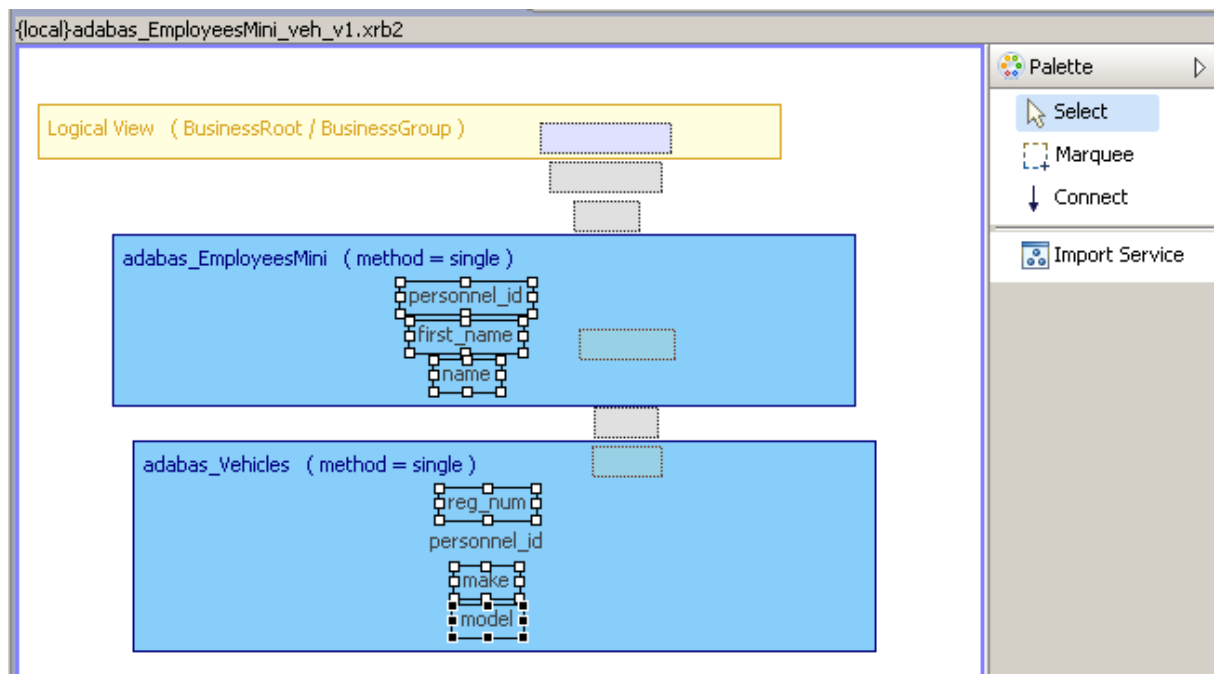 {local}adabas_EmployeesMini_veh_v1.xrb2
Palette
Select
Marquee
Connect
Import Service
Logical View ( BusinessRoot / BusinessGroup )
adabas_EmployeesMini ( method = single )
personnel_id
first_name
name
adabas_Vehicles ( method = single )
reg_num
personnel_id
make
model